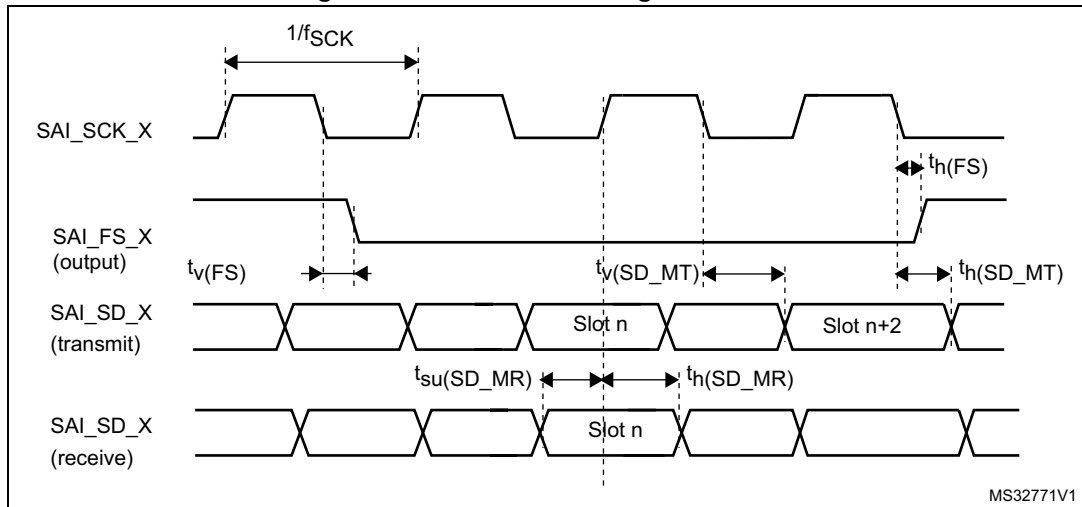 1/fSCK
SAI_SCK_X
th(FS)
SAI_FS_X
(output)
tv(FS)
tv(SD_MT)
th(SD_MT)
SAI_SD_X
(transmit)
Slot n
Slot n+2
tsu(SD_MR)
th(SD_MR)
SAI_SD_X
(receive)
Slot n
MS32771V1